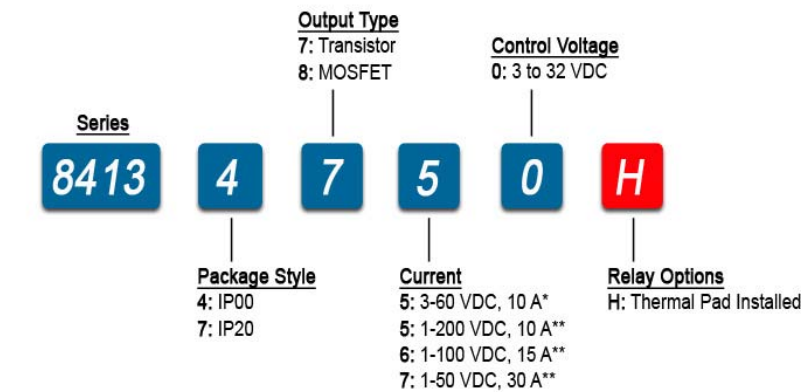 Output Type
7: Transistor
8: MOSFET
Control Voltage
0: 3 to 32 VDC
Series
8413 4 7 5 0 H
Package Style
4: IP00
7: IP20
Current
5: 3-60 VDC, 10 A*
5: 1-200 VDC, 10 A**
6: 1-100 VDC, 15 A**
7: 1-50 VDC, 30 A**
Relay Options
H: Thermal Pad Installed